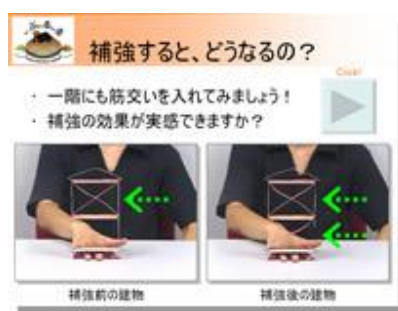 補強すると、どうなるの？
Click!
・ 一階にも筋交いを入れてみましょう！
・ 補強の効果が実感できますか？
補強前の建物
補強後の建物